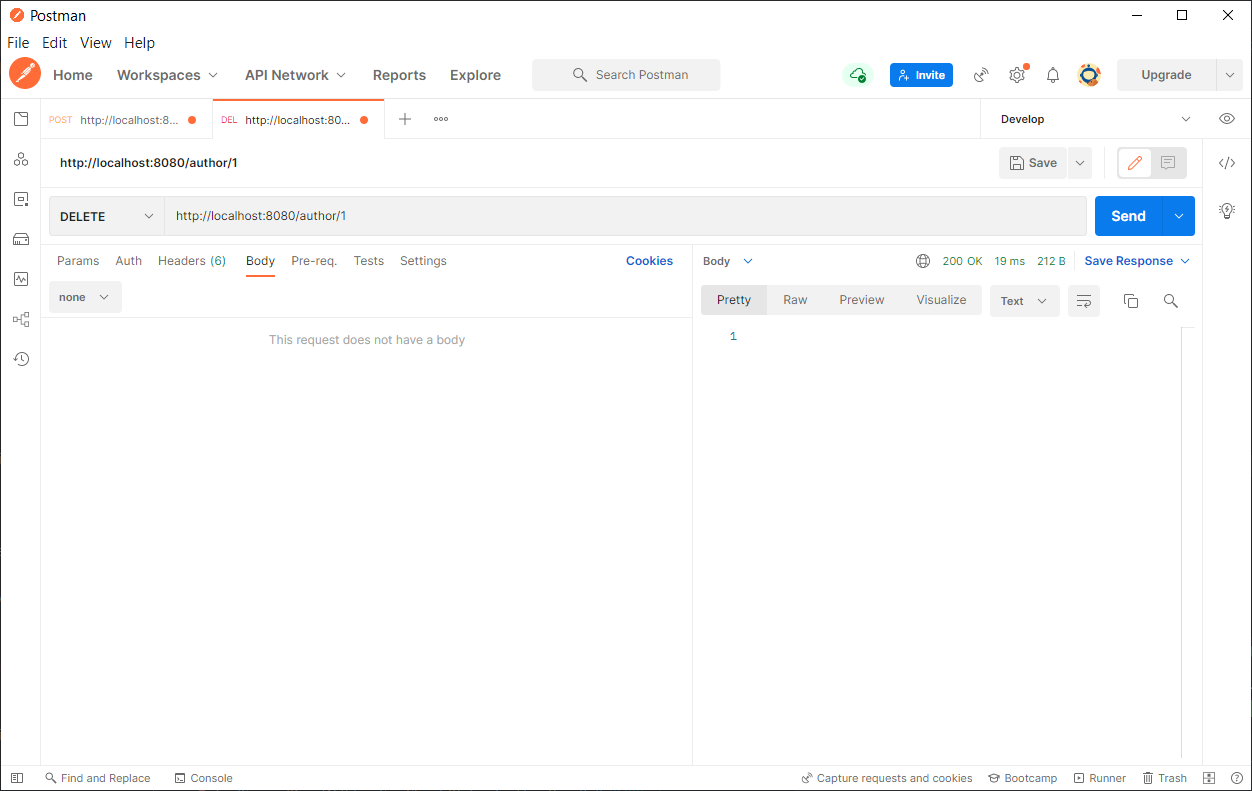 Postman
File Edit View Help
Home Workspaces API Network Reports Explore Search Postman Invite Upgrade
POST http://localhost:8... DEL http://localhost:80... Develop
http://localhost:8080/author/1 Save
DELETE http://localhost:8080/author/1 Send
Params Auth Headers (6) Body Pre-req. Tests Settings Cookies
Body 200 OK 19 ms 212 B Save Response
none
Pretty Raw Preview Visualize Text
This request does not have a body
1
Find and Replace Console Capture requests and cookies Bootcamp Runner Trash